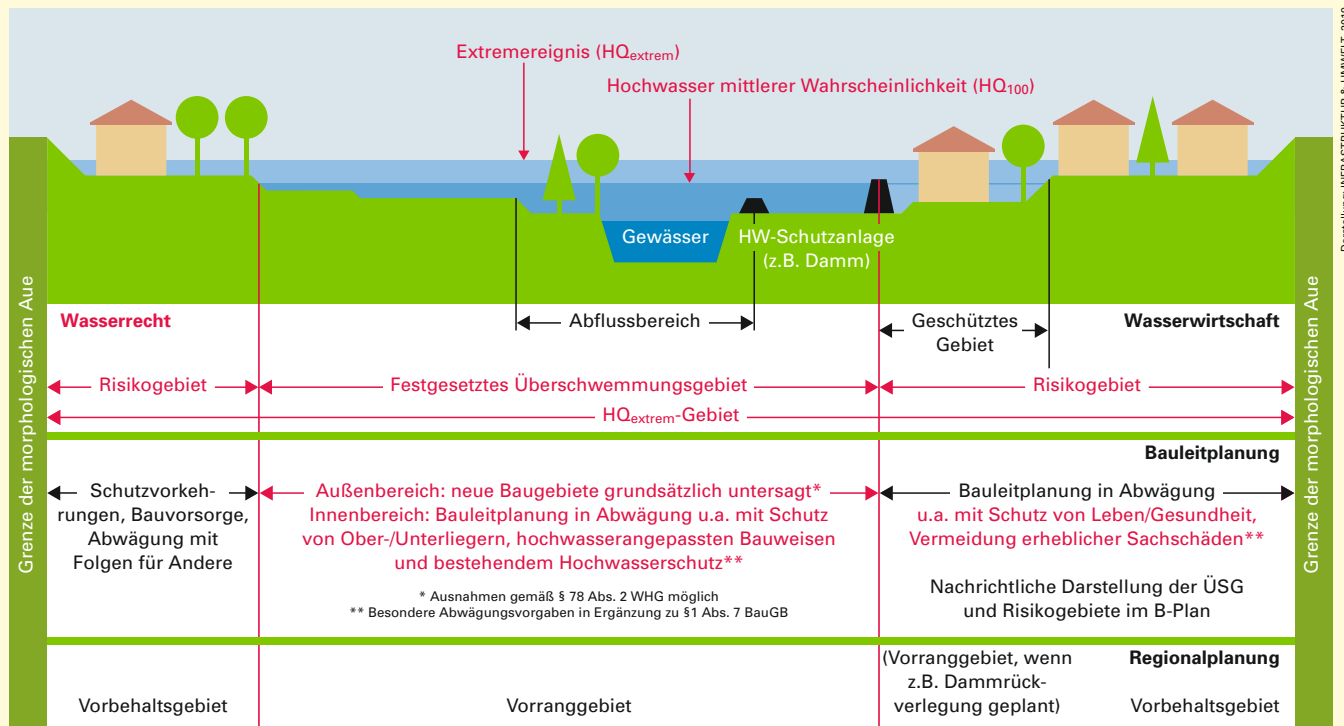 Extremereignis (HQextrem)
Hochwasser mittlerer Wahrscheinlichkeit (HQ100)
Gewässer
HW-Schutzanlage
(z.B. Damm)
Grenze der morphologischen Aue
Grenze der morphologischen Aue
Darstellung: INFRASTRUKTUR & UMWELT, 2018
Wasserrecht
Abflussbereich
Geschütztes
Gebiet
Wasserwirtschaft
Risikogebiet
Festgesetztes Überschwemmungsgebiet
Risikogebiet
HQextrem-Gebiet
Bauleitplanung
Schutzvorkeh-
rungen, Bauvorsorge,
Abwägung mit
Folgen für Andere
Außenbereich: neue Baugebiete grundsätzlich untersagt*
Innenbereich: Bauleitplanung in Abwägung u.a. mit Schutz
von Ober-/Unterliegern, hochwasserangepassten Bauweisen
und bestehendem Hochwasserschutz**
* Ausnahmen gemäß § 78 Abs. 2 WHG möglich
** Besondere Abwägungsvorgaben in Ergänzung zu §1 Abs. 7 BauGB
Bauleitplanung in Abwägung
u.a. mit Schutz von Leben/Gesundheit,
Vermeidung erheblicher Sachschäden**
Nachrichtliche Darstellung der ÜSG
und Risikogebiete im B-Plan
Regionalplanung
Vorbehaltsgebiet
Vorranggebiet
(Vorranggebiet, wenn
z.B. Dammrück-
verlegung geplant)
Vorbehaltsgebiet